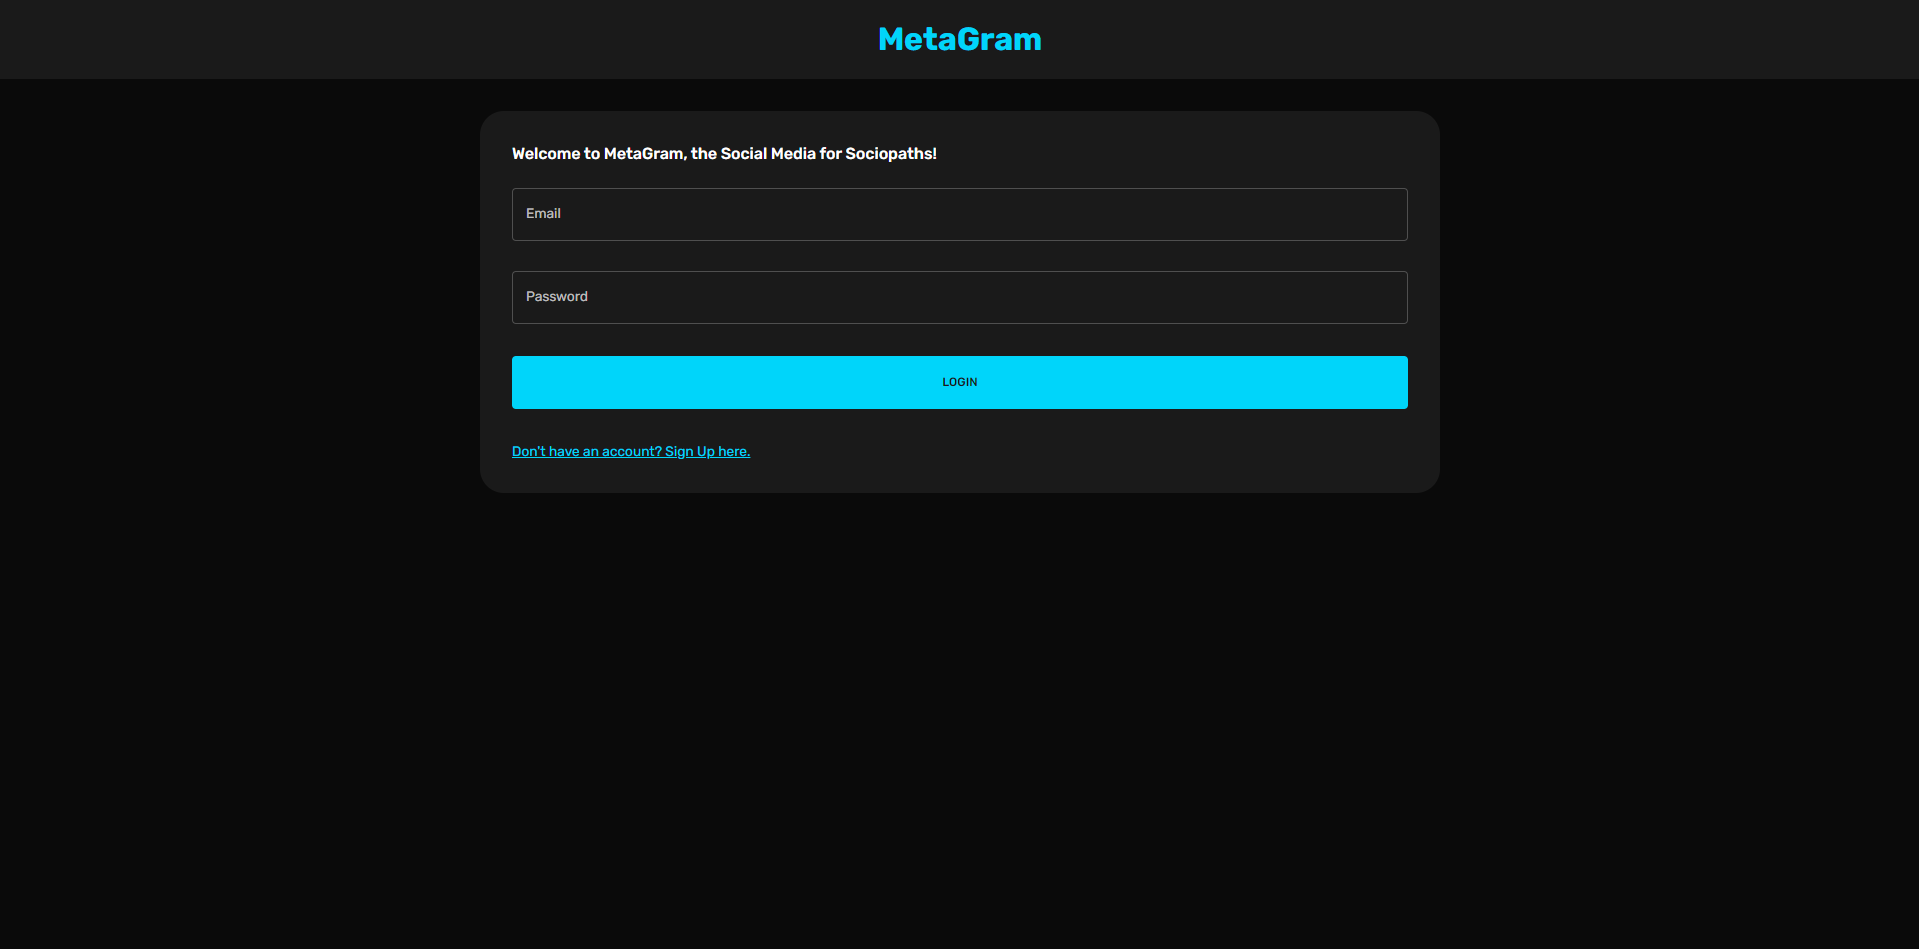 MetaGram
Welcome to MetaGram, the Social Media for Sociopaths!
Email
Password
LOGIN
Don't have an account? Sign Up here.